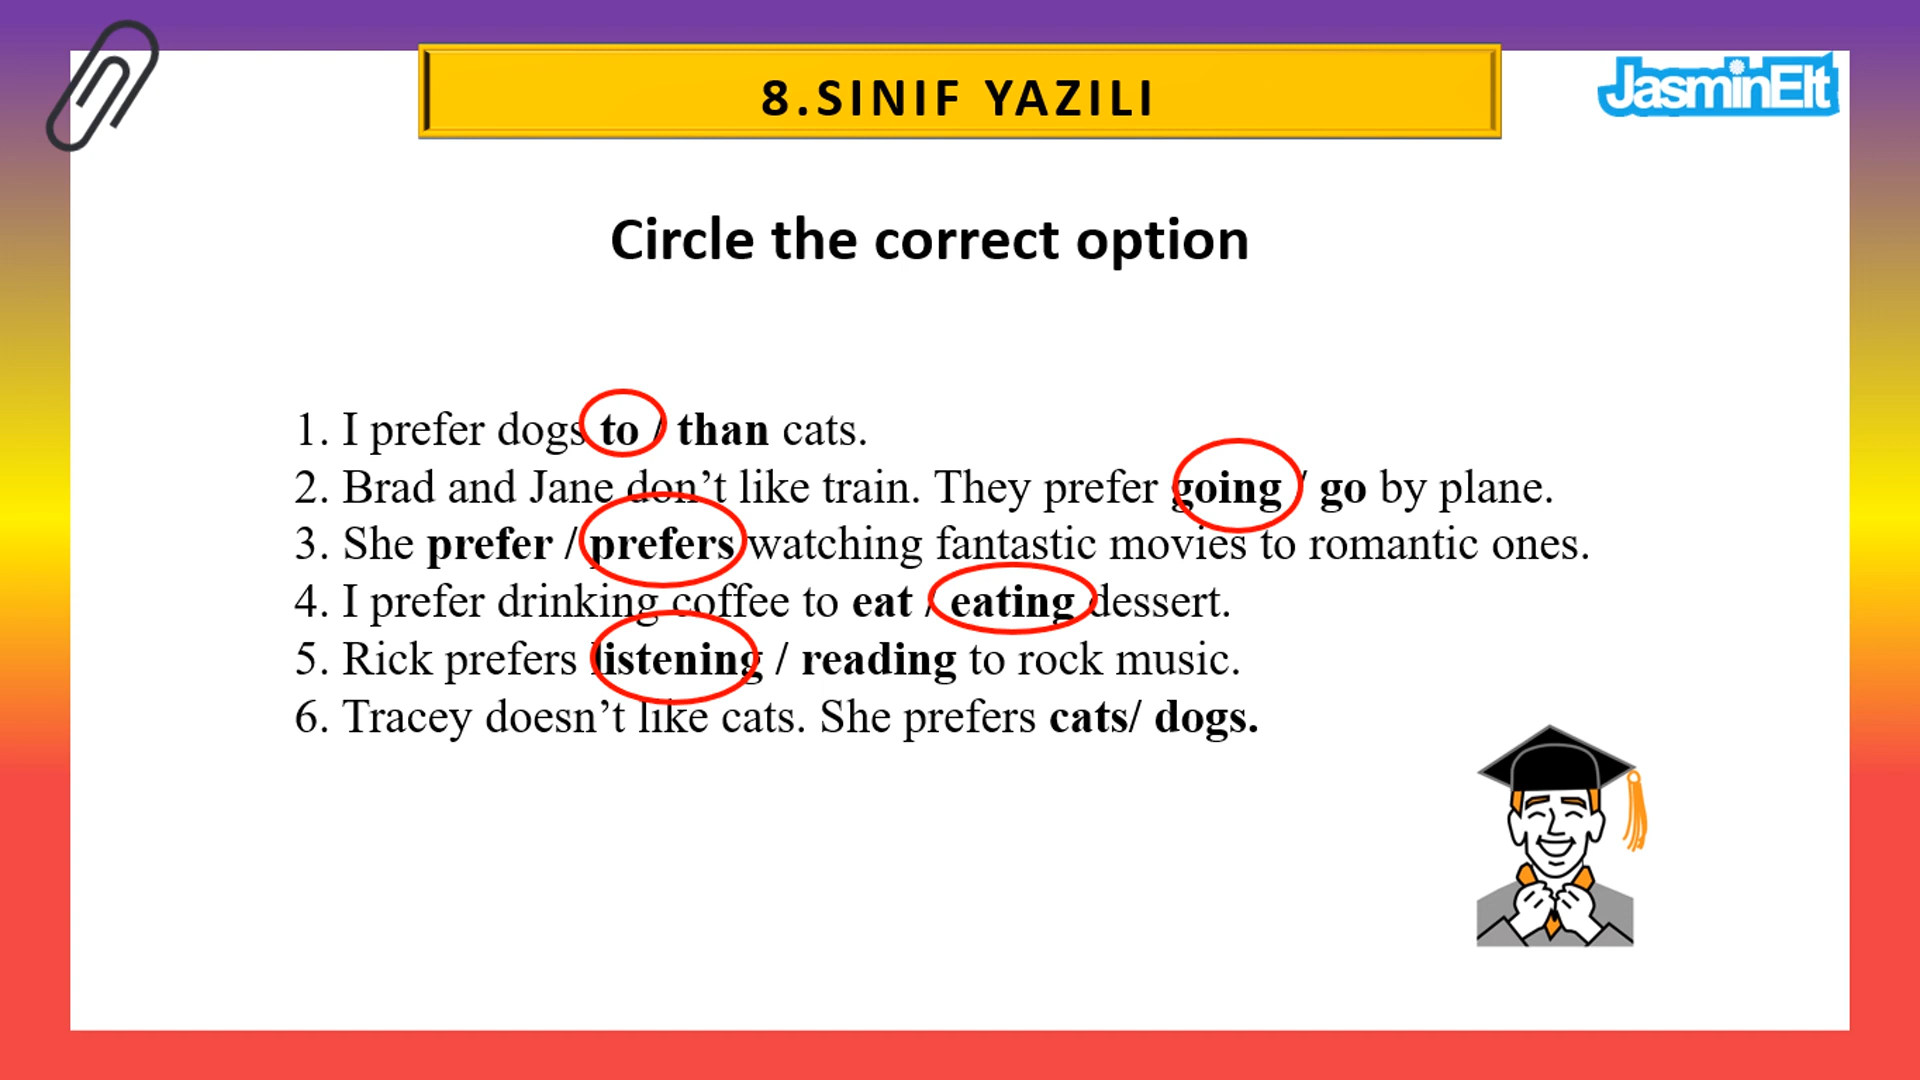 8.SINIF YAZILI
JasminElt
Circle the correct option
1. I prefer dogs to / than cats.
2. Brad and Jane don’t like train. They prefer going / go by plane.
3. She prefer / prefers watching fantastic movies to romantic ones.
4. I prefer drinking coffee to eat / eating dessert.
5. Rick prefers listening / reading to rock music.
6. Tracey doesn’t like cats. She prefers cats/ dogs.